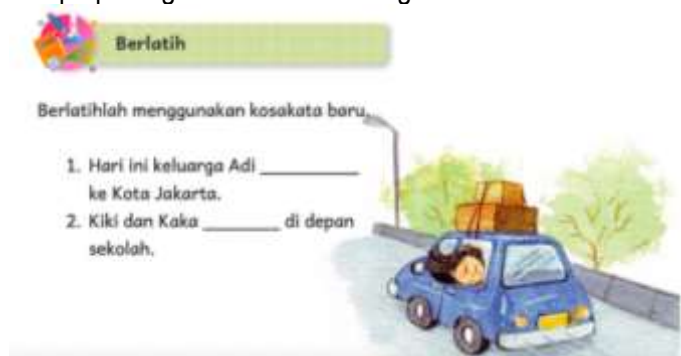 Berlatih
Berlatihlah menggunakan kosakata baru.
1. Hari ini keluarga Adi __________
ke Kota Jakarta.
2. Kiki dan Kaka ________ di depan
sekolah.